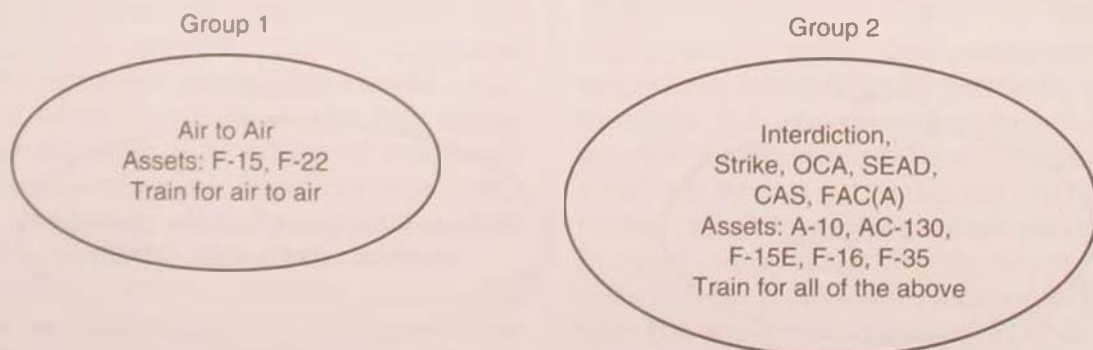 Group 1
Air to Air
Assets: F-15, F-22
Train for air to air
Group 2
Interdiction,
Strike, OCA, SEAD,
CAS, FAC(A)
Assets: A-10, AC-130,
F-15E, F-16, F-35
Train for all of the above